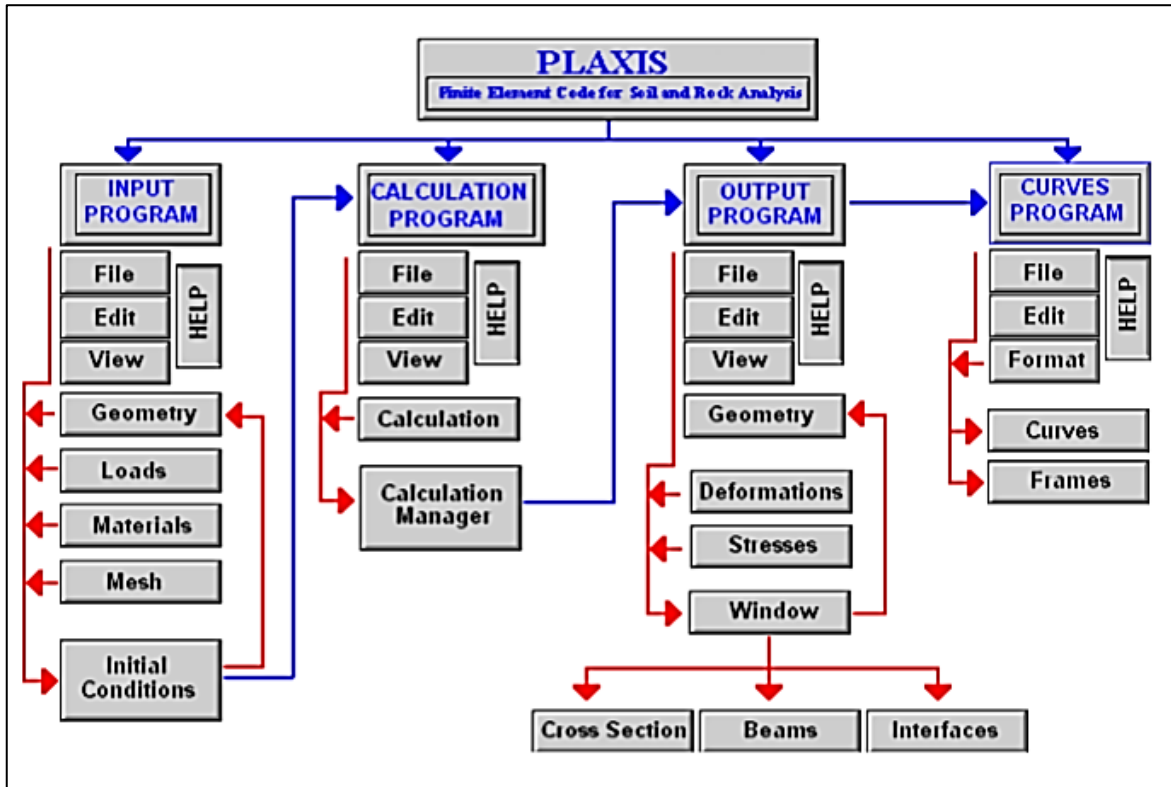 PLAXIS
Finite Element Code for Soil and Rock Analysis
INPUT
PROGRAM
File
Edit
View
HELP
Geometry
Loads
Materials
Mesh
Initial
Conditions
CALCULATION
PROGRAM
File
Edit
View
HELP
Calculation
Calculation
Manager
OUTPUT
PROGRAM
File
Edit
View
HELP
Geometry
Deformations
Stresses
Window
Cross Section
Beams
Interfaces
CURVES
PROGRAM
File
Edit
Format
HELP
Curves
Frames